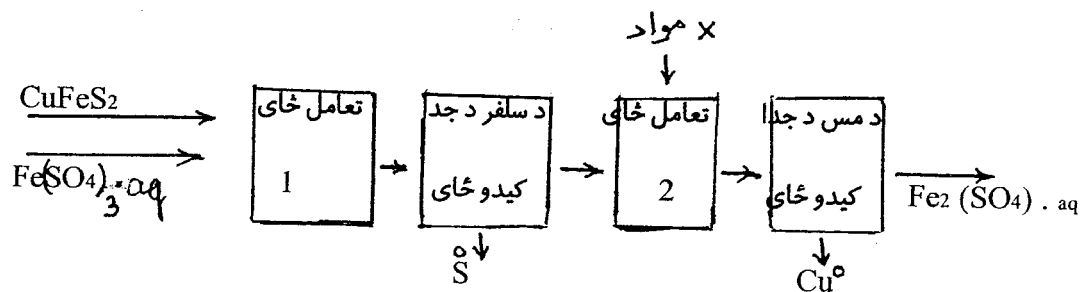 مواد x
CuFeS2
Fe(SO4)3·aq
تعامل ځای
1
د سلفر د جدا
کیدو ځای
S°
تعامل ځای
2
د مس د جدا
کیدو ځای
Cu°
Fe2 (SO4) . aq